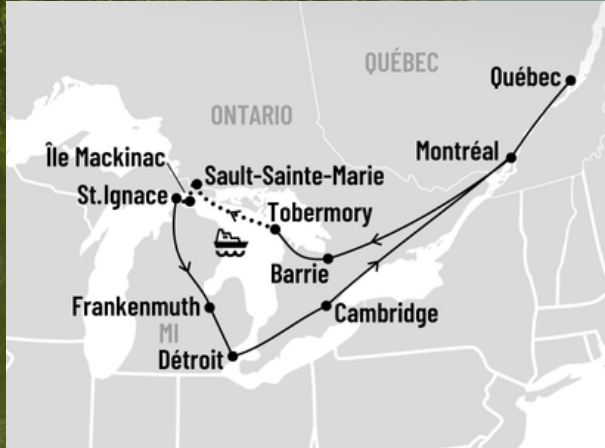 QUÉBEC
Québec
ONTARIO
Montréal
Île Mackinac
Sault-Sainte-Marie
St.Ignace
Tobermory
Barrie
Frankenmuth
Cambridge
MI
Détroit